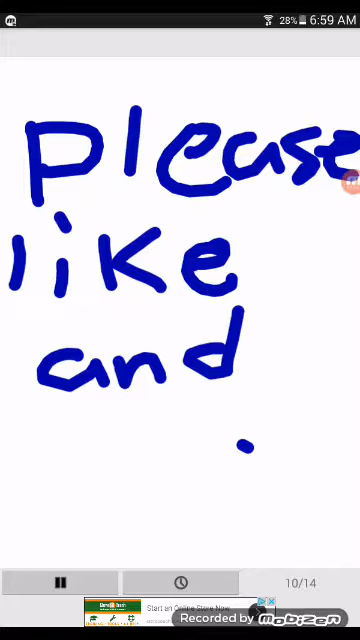 28% 6:59 AM
please
like
and
.
10/14
Start an Online Store Now
Recorded by
mobizen